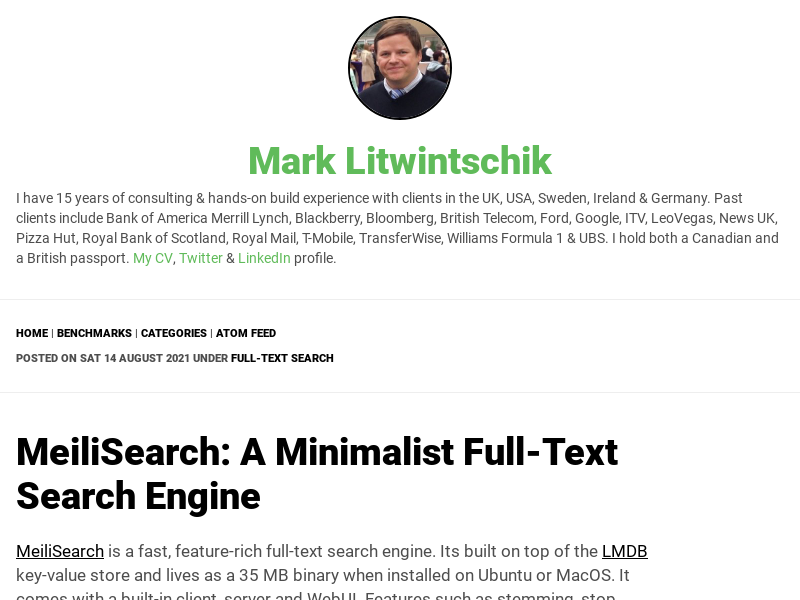 Mark Litwintschik
I have 15 years of consulting & hands-on build experience with clients in the UK, USA, Sweden, Ireland & Germany. Past
clients include Bank of America Merrill Lynch, Blackberry, Bloomberg, British Telecom, Ford, Google, ITV, LeoVegas, News UK,
Pizza Hut, Royal Bank of Scotland, Royal Mail, T-Mobile, TransferWise, Williams Formula 1 & UBS. I hold both a Canadian and
a British passport. My CV, Twitter & LinkedIn profile.
HOME | BENCHMARKS | CATEGORIES | ATOM FEED
POSTED ON SAT 14 AUGUST 2021 UNDER FULL-TEXT SEARCH
MeiliSearch: A Minimalist Full-Text
Search Engine
MeiliSearch is a fast, feature-rich full-text search engine. Its built on top of the LMDB
key-value store and lives as a 35 MB binary when installed on Ubuntu or MacOS. It
comes with a built-in client, server and WebUI. Features such as stemming, stop